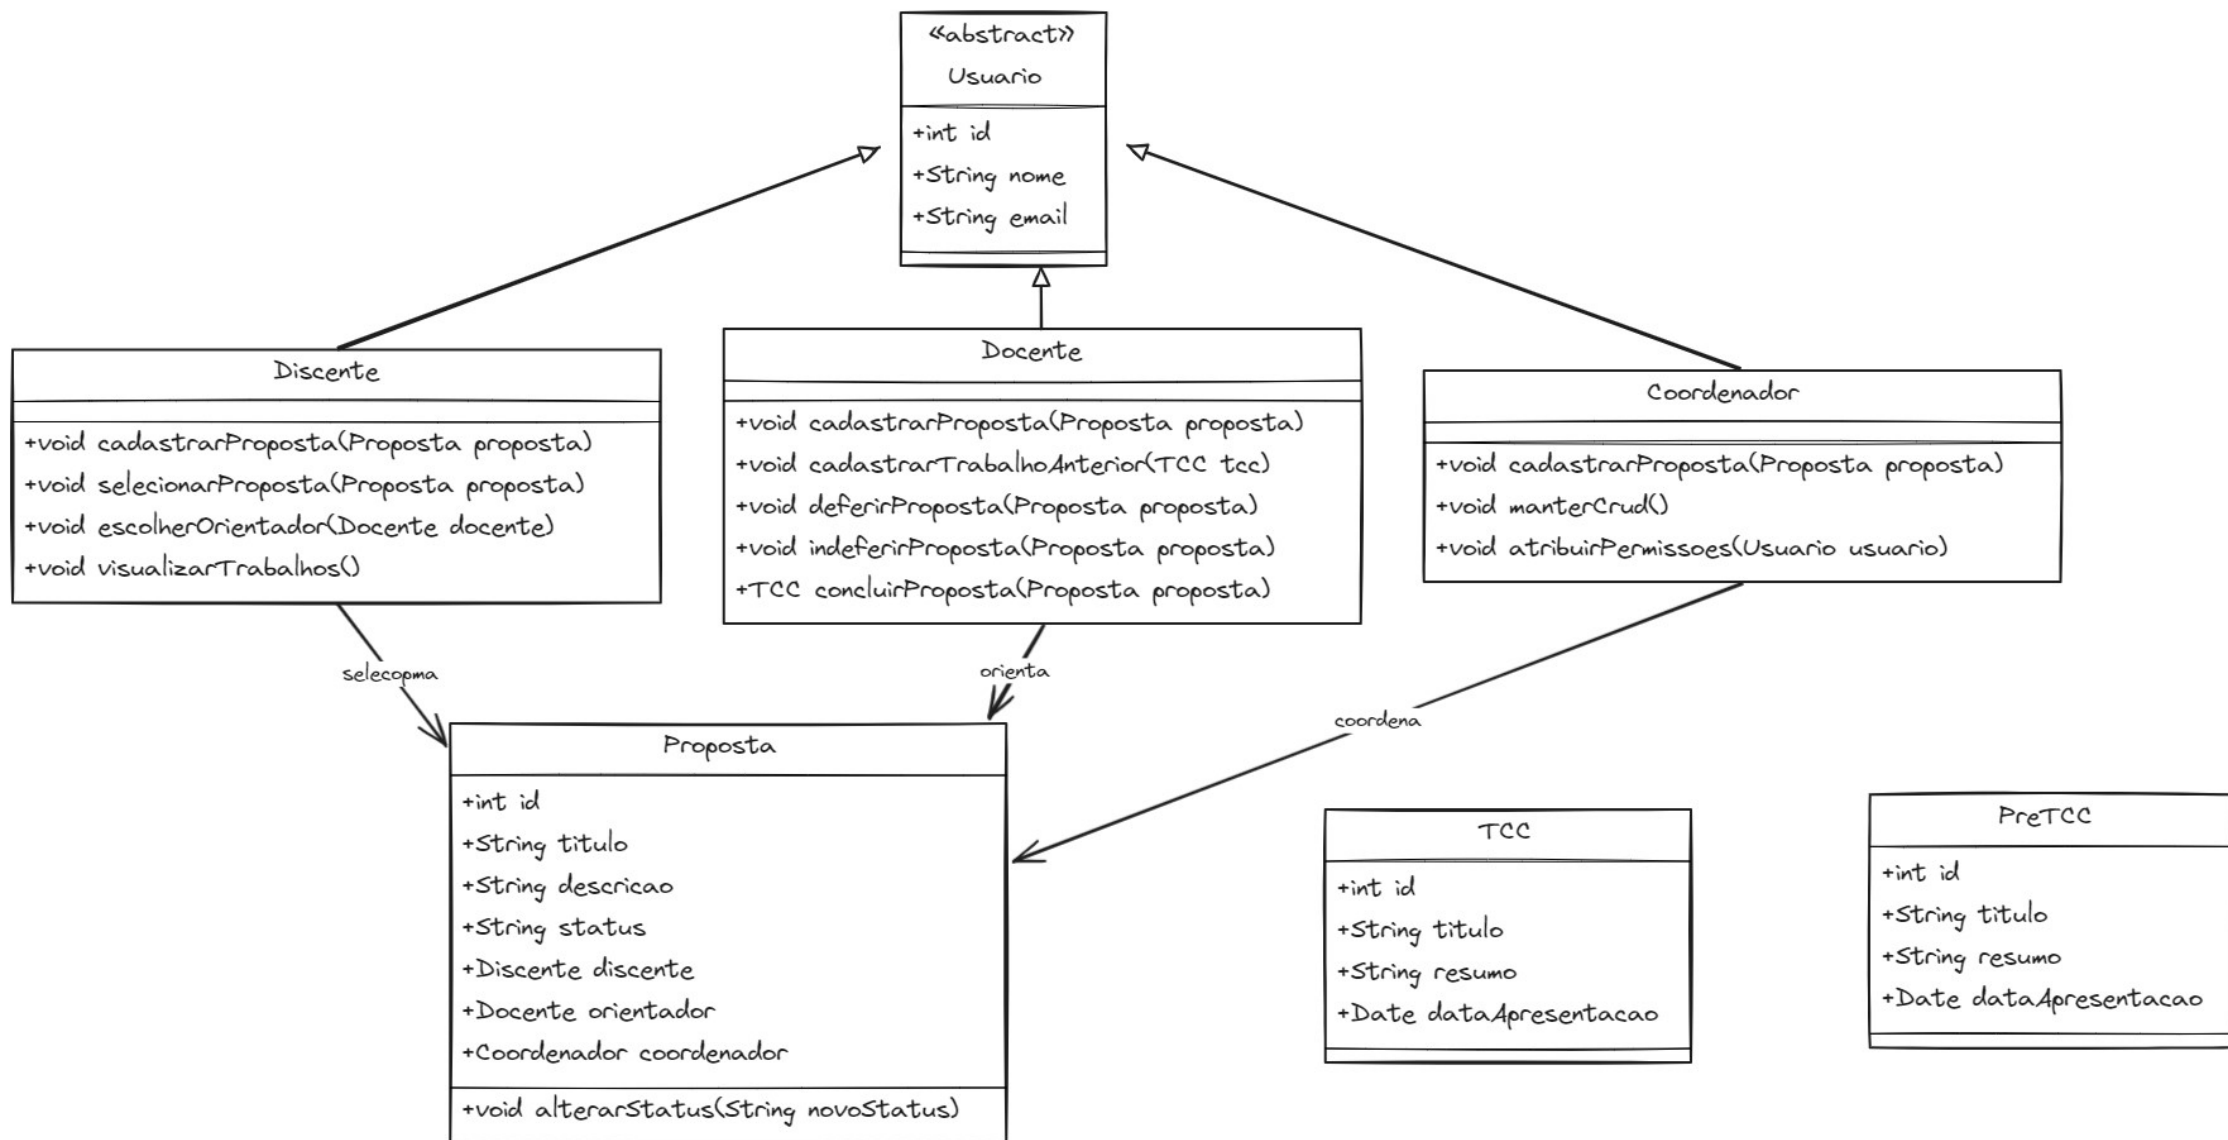 «abstract»
Usuario
+int id
+String nome
+String email
Discente
+void cadastrarProposta(Proposta proposta)
+void selecionarProposta(Proposta proposta)
+void escolherOrientador(Docente docente)
+void visualizarTrabalhos()
Docente
+void cadastrarProposta(Proposta proposta)
+void cadastrarTrabalhoAnterior(TCC tcc)
+void deferirProposta(Proposta proposta)
+void indeferirProposta(Proposta proposta)
+TCC concluirProposta(Proposta proposta)
Coordenador
+void cadastrarProposta(Proposta proposta)
+void manterCrud()
+void atribuirPermissoes(Usuario usuario)
selecopma
orienta
coordena
Proposta
+int id
+String titulo
+String descricao
+String status
+Discente discente
+Docente orientador
+Coordenador coordenador
+void alterarStatus(String novoStatus)
TCC
+int id
+String titulo
+String resumo
+Date dataApresentacao
PreTCC
+int id
+String titulo
+String resumo
+Date dataApresentacao